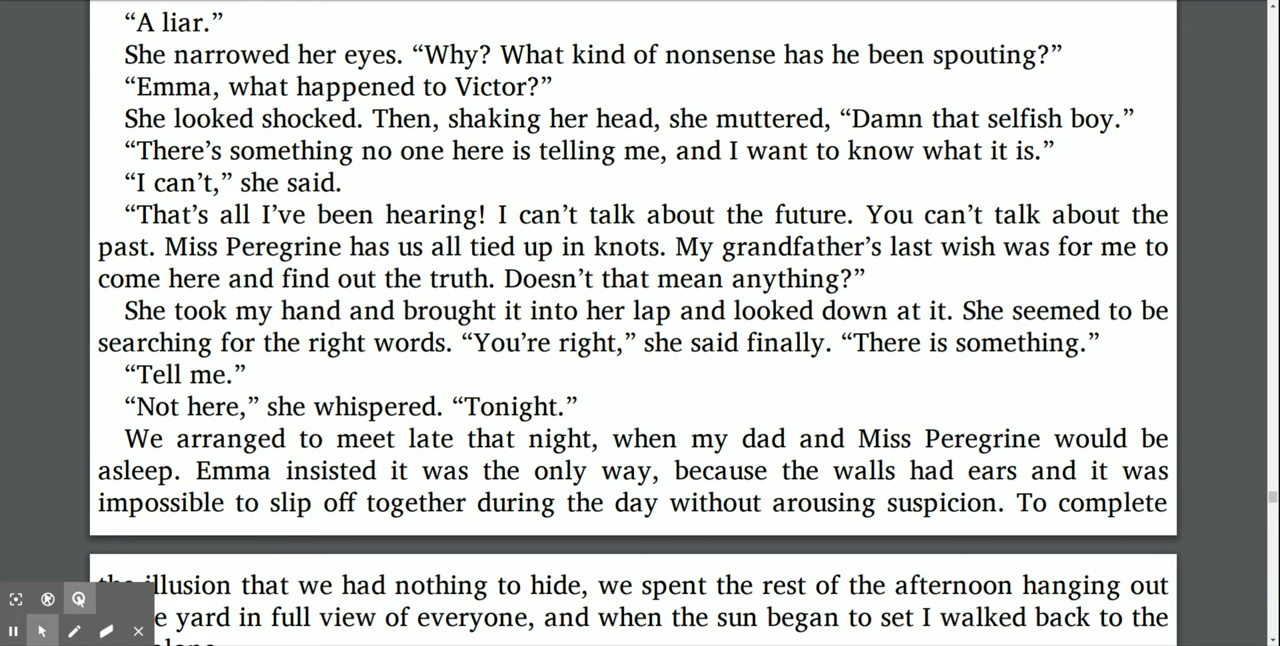 “A liar.”
She narrowed her eyes. “Why? What kind of nonsense has he been spouting?”
“Emma, what happened to Victor?”
She looked shocked. Then, shaking her head, she muttered, “Damn that selfish boy.”
“There’s something no one here is telling me, and I want to know what it is.”
“I can’t,” she said.
“That’s all I’ve been hearing! I can’t talk about the future. You can’t talk about the
past. Miss Peregrine has us all tied up in knots. My grandfather’s last wish was for me to
come here and find out the truth. Doesn’t that mean anything?”
She took my hand and brought it into her lap and looked down at it. She seemed to be
searching for the right words. “You’re right,” she said finally. “There is something.”
“Tell me.”
“Not here,” she whispered. “Tonight.”
We arranged to meet late that night, when my dad and Miss Peregrine would be
asleep. Emma insisted it was the only way, because the walls had ears and it was
impossible to slip off together during the day without arousing suspicion. To complete
illusion that we had nothing to hide, we spent the rest of the afternoon hanging out
yard in full view of everyone, and when the sun began to set I walked back to the